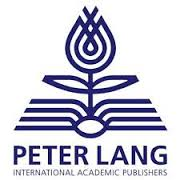 PETER LANG
INTERNATIONAL ACADEMIC PUBLISHERS